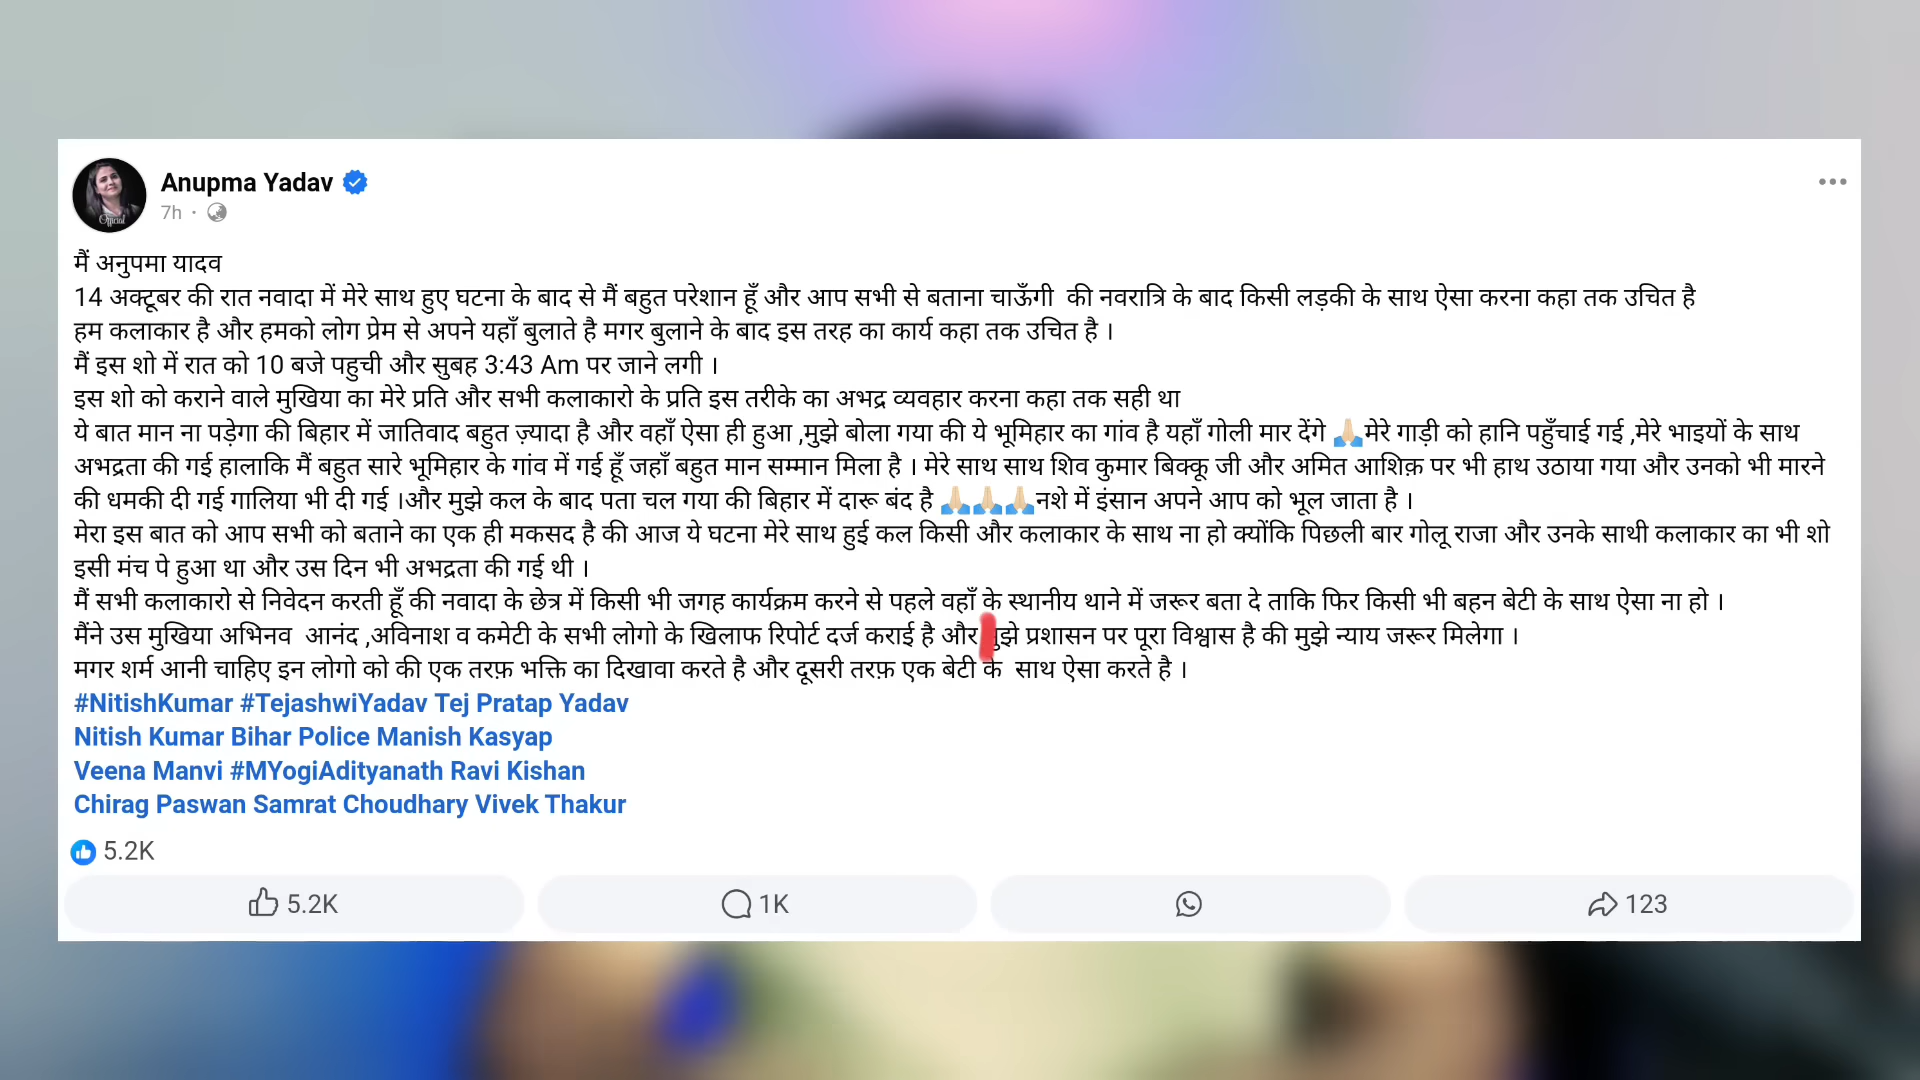 Anupma Yadav
7h ·
Official
मैं अनुपमा यादव
14 अक्टूबर की रात नवादा में मेरे साथ हुए घटना के बाद से मैं बहुत परेशान हूँ और आप सभी से बताना चाऊँगी की नवरात्रि के बाद किसी लड़की के साथ ऐसा करना कहा तक उचित है
हम कलाकार है और हमको लोग प्रेम से अपने यहाँ बुलाते है मगर बुलाने के बाद इस तरह का कार्य कहा तक उचित है ।
मैं इस शो में रात को 10 बजे पहुची और सुबह 3:43 Am पर जाने लगी ।
इस शो को कराने वाले मुखिया का मेरे प्रति और सभी कलाकारो के प्रति इस तरीके का अभद्र व्यवहार करना कहा तक सही था
ये बात मान ना पड़ेगा की बिहार में जातिवाद बहुत ज़्यादा है और वहाँ ऐसा ही हुआ ,मुझे बोला गया की ये भूमिहार का गांव है यहाँ गोली मार देंगे 🙏🏻मेरे गाड़ी को हानि पहुँचाई गई ,मेरे भाइयों के साथ
अभद्रता की गई हालाकि मैं बहुत सारे भूमिहार के गांव में गई हूँ जहाँ बहुत मान सम्मान मिला है । मेरे साथ साथ शिव कुमार बिक्कू जी और अमित आशिक़ पर भी हाथ उठाया गया और उनको भी मारने
की धमकी दी गई गालिया भी दी गई ।और मुझे कल के बाद पता चल गया की बिहार में दारू बंद है 🙏🏻🙏🏻🙏🏻नशे में इंसान अपने आप को भूल जाता है ।
मेरा इस बात को आप सभी को बताने का एक ही मकसद है की आज ये घटना मेरे साथ हुई कल किसी और कलाकार के साथ ना हो क्योंकि पिछली बार गोलू राजा और उनके साथी कलाकार का भी शो
इसी मंच पे हुआ था और उस दिन भी अभद्रता की गई थी ।
मैं सभी कलाकारो से निवेदन करती हूँ की नवादा के छेत्र में किसी भी जगह कार्यक्रम करने से पहले वहाँ के स्थानीय थाने में जरूर बता दे ताकि फिर किसी भी बहन बेटी के साथ ऐसा ना हो ।
मैंने उस मुखिया अभिनव आनंद ,अविनाश व कमेटी के सभी लोगो के खिलाफ रिपोर्ट दर्ज कराई है और मुझे प्रशासन पर पूरा विश्वास है की मुझे न्याय जरूर मिलेगा ।
मगर शर्म आनी चाहिए इन लोगो को की एक तरफ़ भक्ति का दिखावा करते है और दूसरी तरफ़ एक बेटी के साथ ऐसा करते है ।
#NitishKumar #TejashwiYadav Tej Pratap Yadav
Nitish Kumar Bihar Police Manish Kasyap
Veena Manvi #MYogiAdityanath Ravi Kishan
Chirag Paswan Samrat Choudhary Vivek Thakur
5.2K
5.2K 1K 123